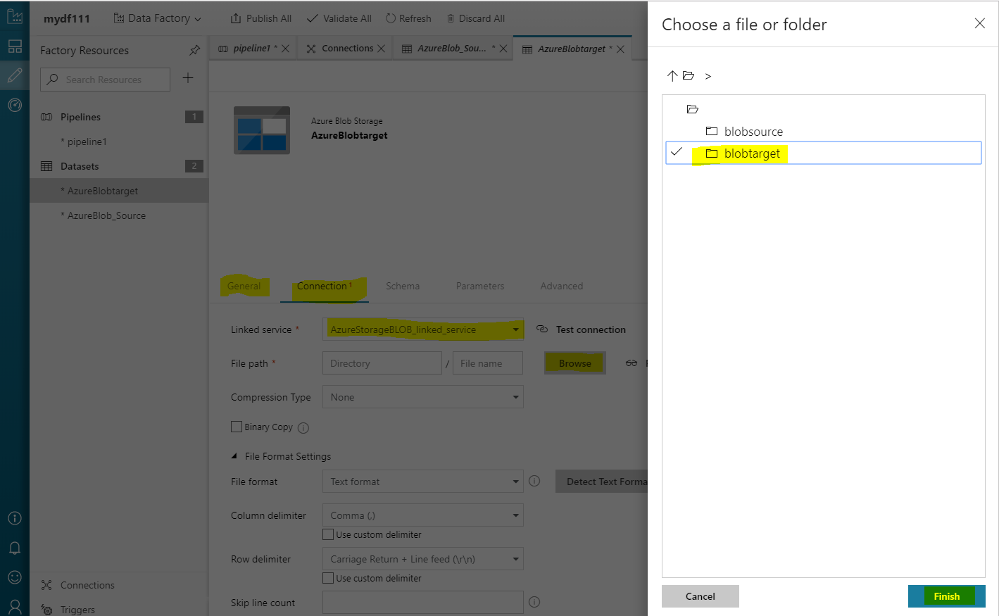 mydf111
Data Factory
Publish All
Validate All
Refresh
Discard All
Factory Resources
Search Resources
Pipelines 1
* pipeline1
Datasets 2
* AzureBlobtarget
* AzureBlob_Source
Connections
Triggers
pipeline1 *
Connections
AzureBlob_Sou... *
AzureBlobtarget *
Azure Blob Storage
AzureBlobtarget
General
Connection 1
Schema
Parameters
Advanced
Linked service * AzureStorageBLOB_linked_service Test connection
File path * Directory / File name Browse
Compression Type None
Binary Copy
File Format Settings
File format Text format Detect Text Forma
Column delimiter Comma (,)
Use custom delimiter
Row delimiter Carriage Return + Line feed (\r\n)
Use custom delimiter
Skip line count
Choose a file or folder
>
blobsource
blobtarget
Cancel
Finish